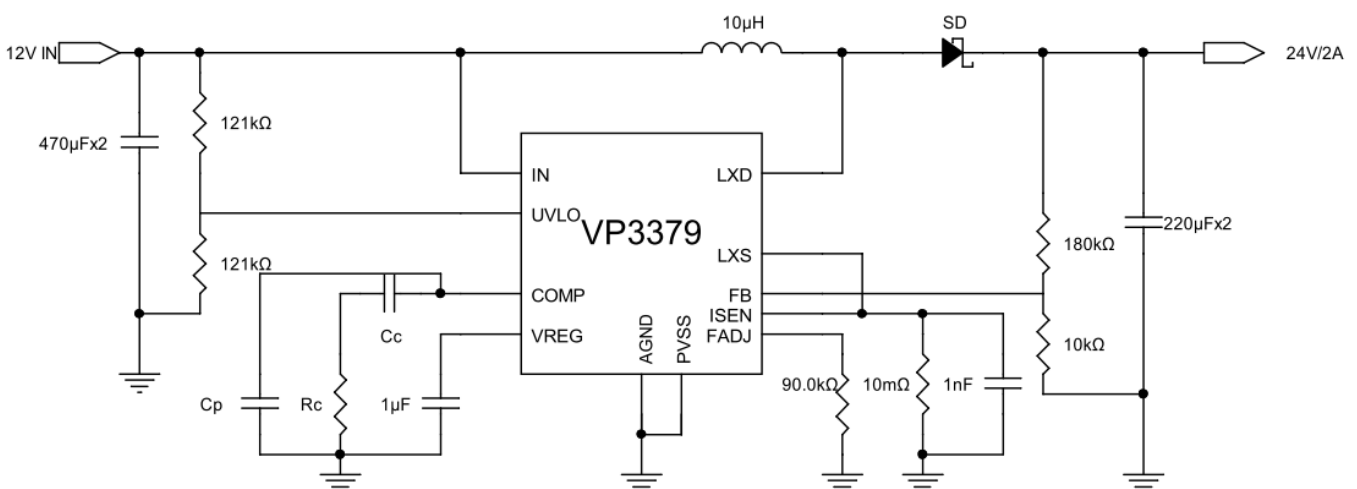 10µH
SD
12V IN
24V/2A
121kΩ
470µFx2
IN
LXD
UVLO
VP3379
220µFx2
180kΩ
LXS
121kΩ
COMP
FB
ISEN
Cc
VREG
FADJ
AGND
PVSS
10kΩ
90.0kΩ
10mΩ
1nF
Cp
Rc
1µF